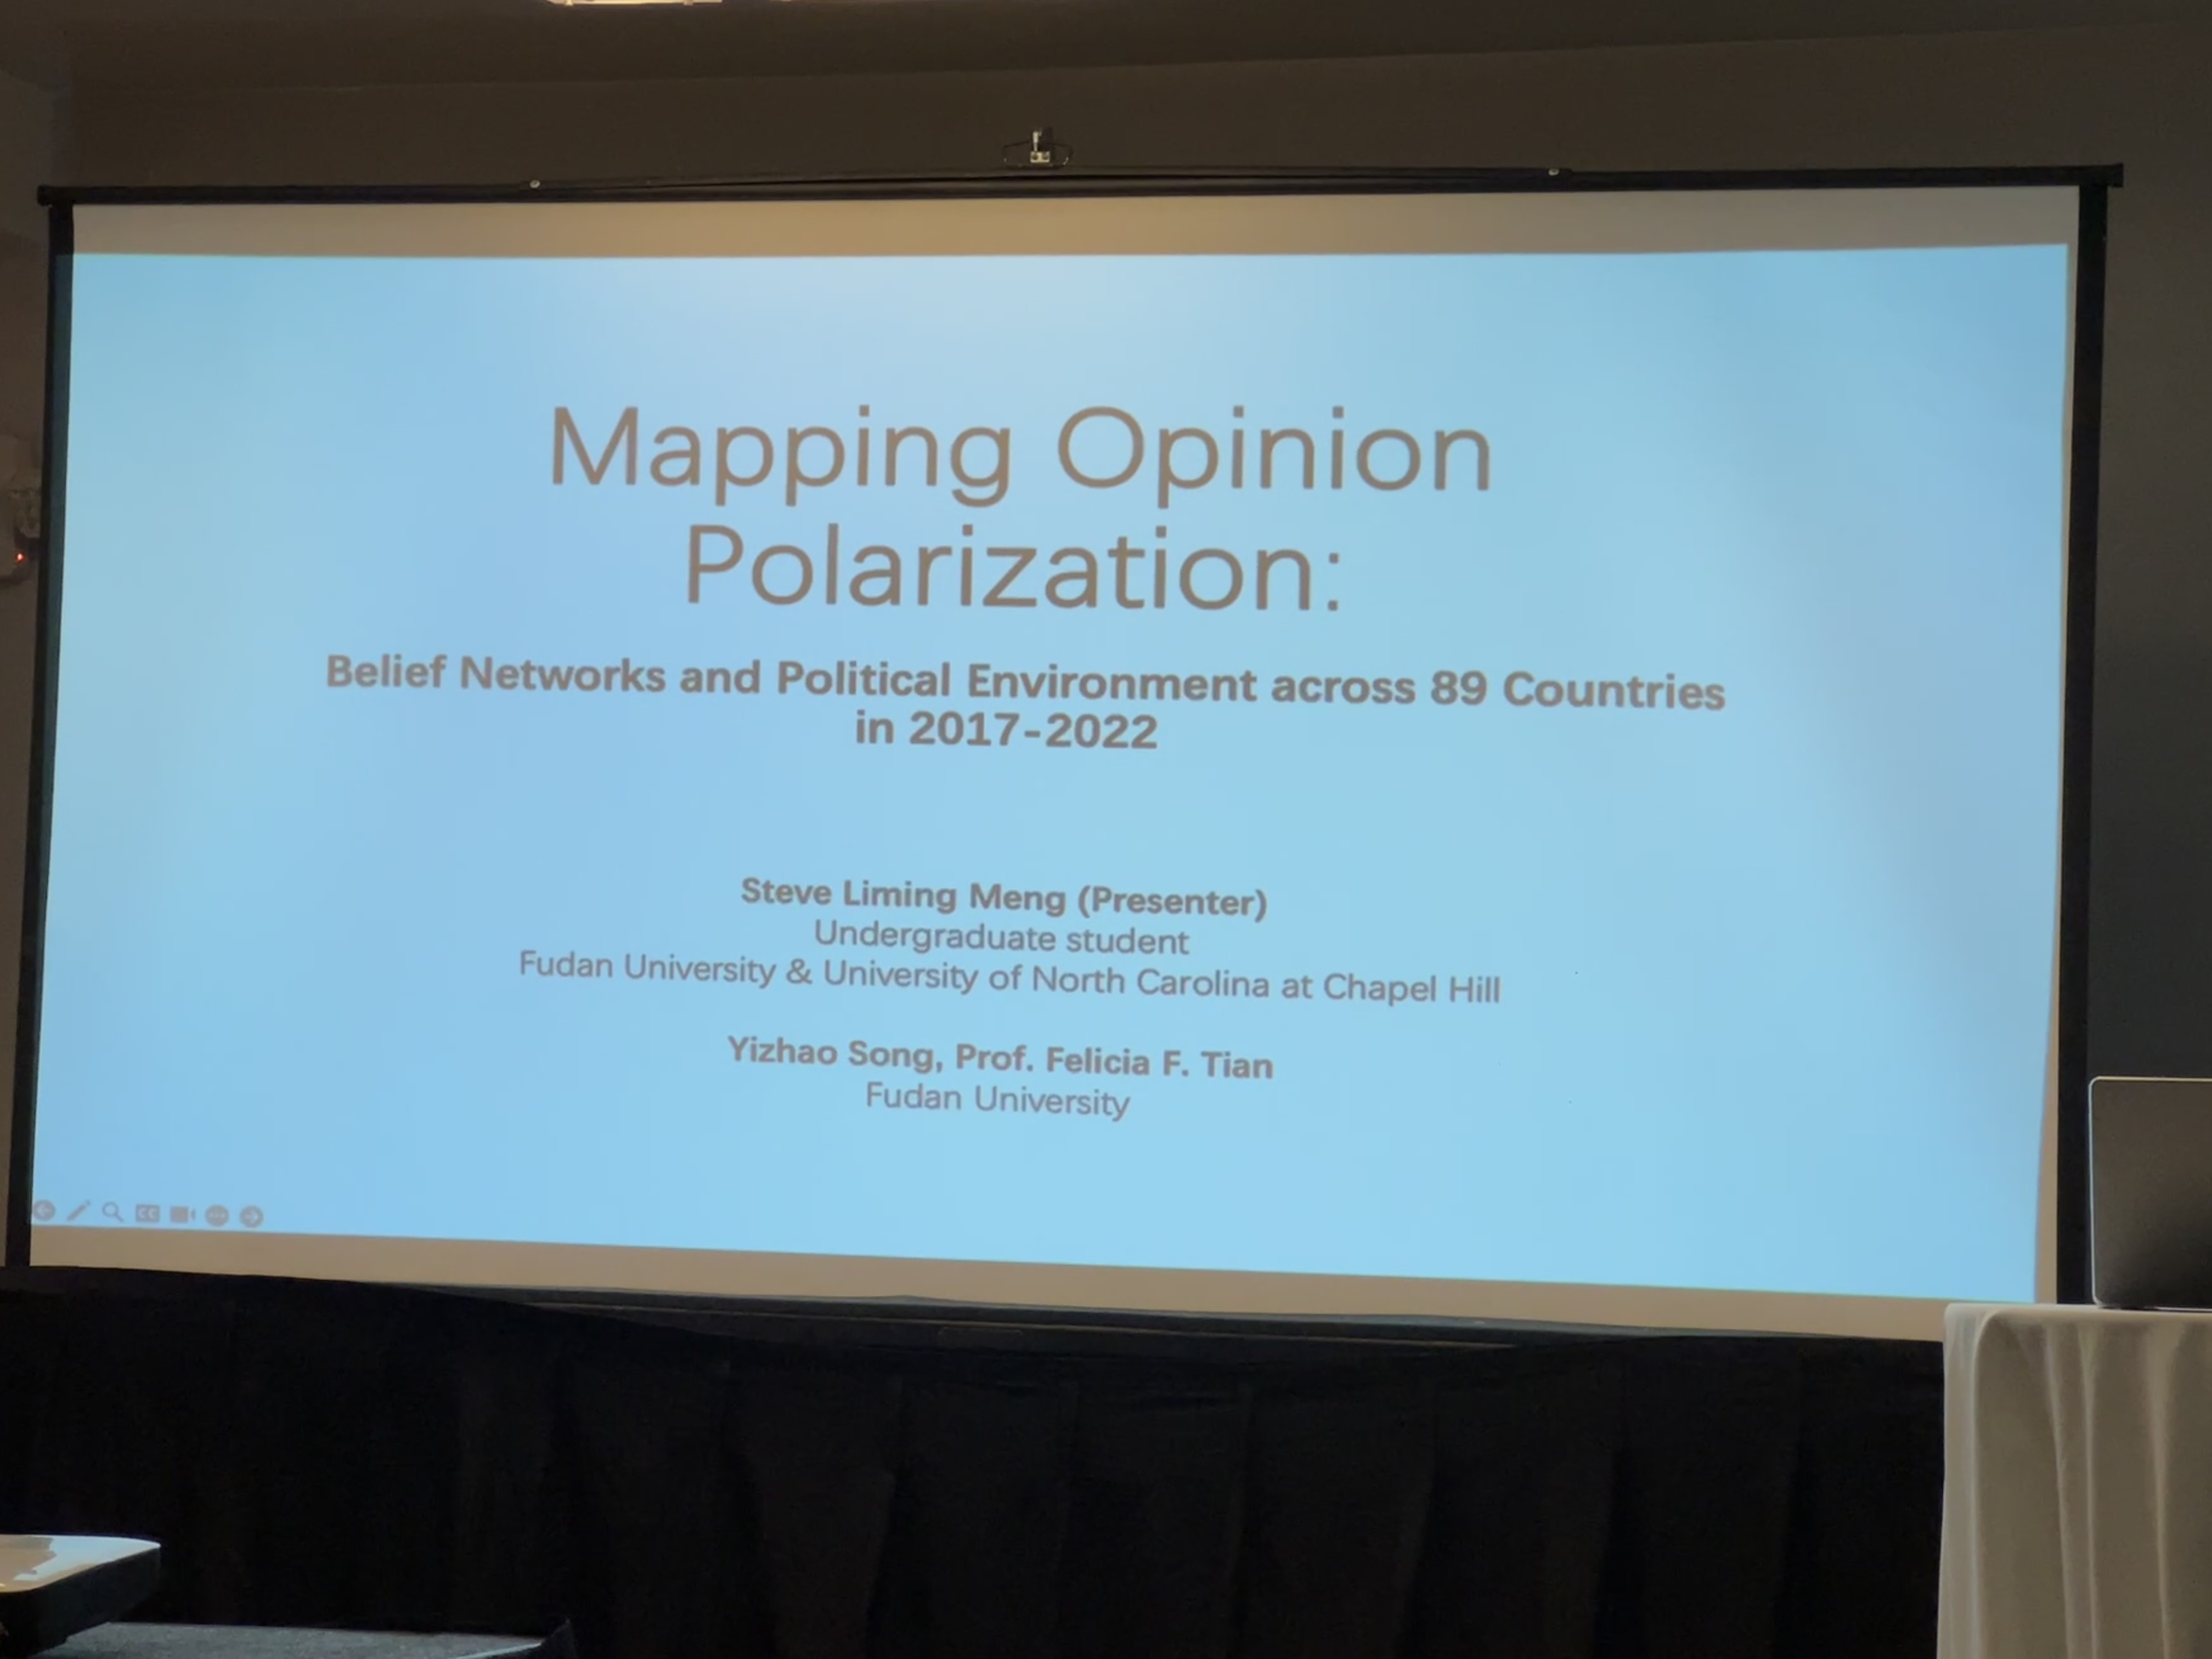 Mapping Opinion
Polarization:
Belief Networks and Political Environment across 89 Countries
in 2017-2022
Steve Liming Meng (Presenter)
Undergraduate student
Fudan University & University of North Carolina at Chapel Hill
Yizhao Song, Prof. Felicia F. Tian
Fudan University
CC